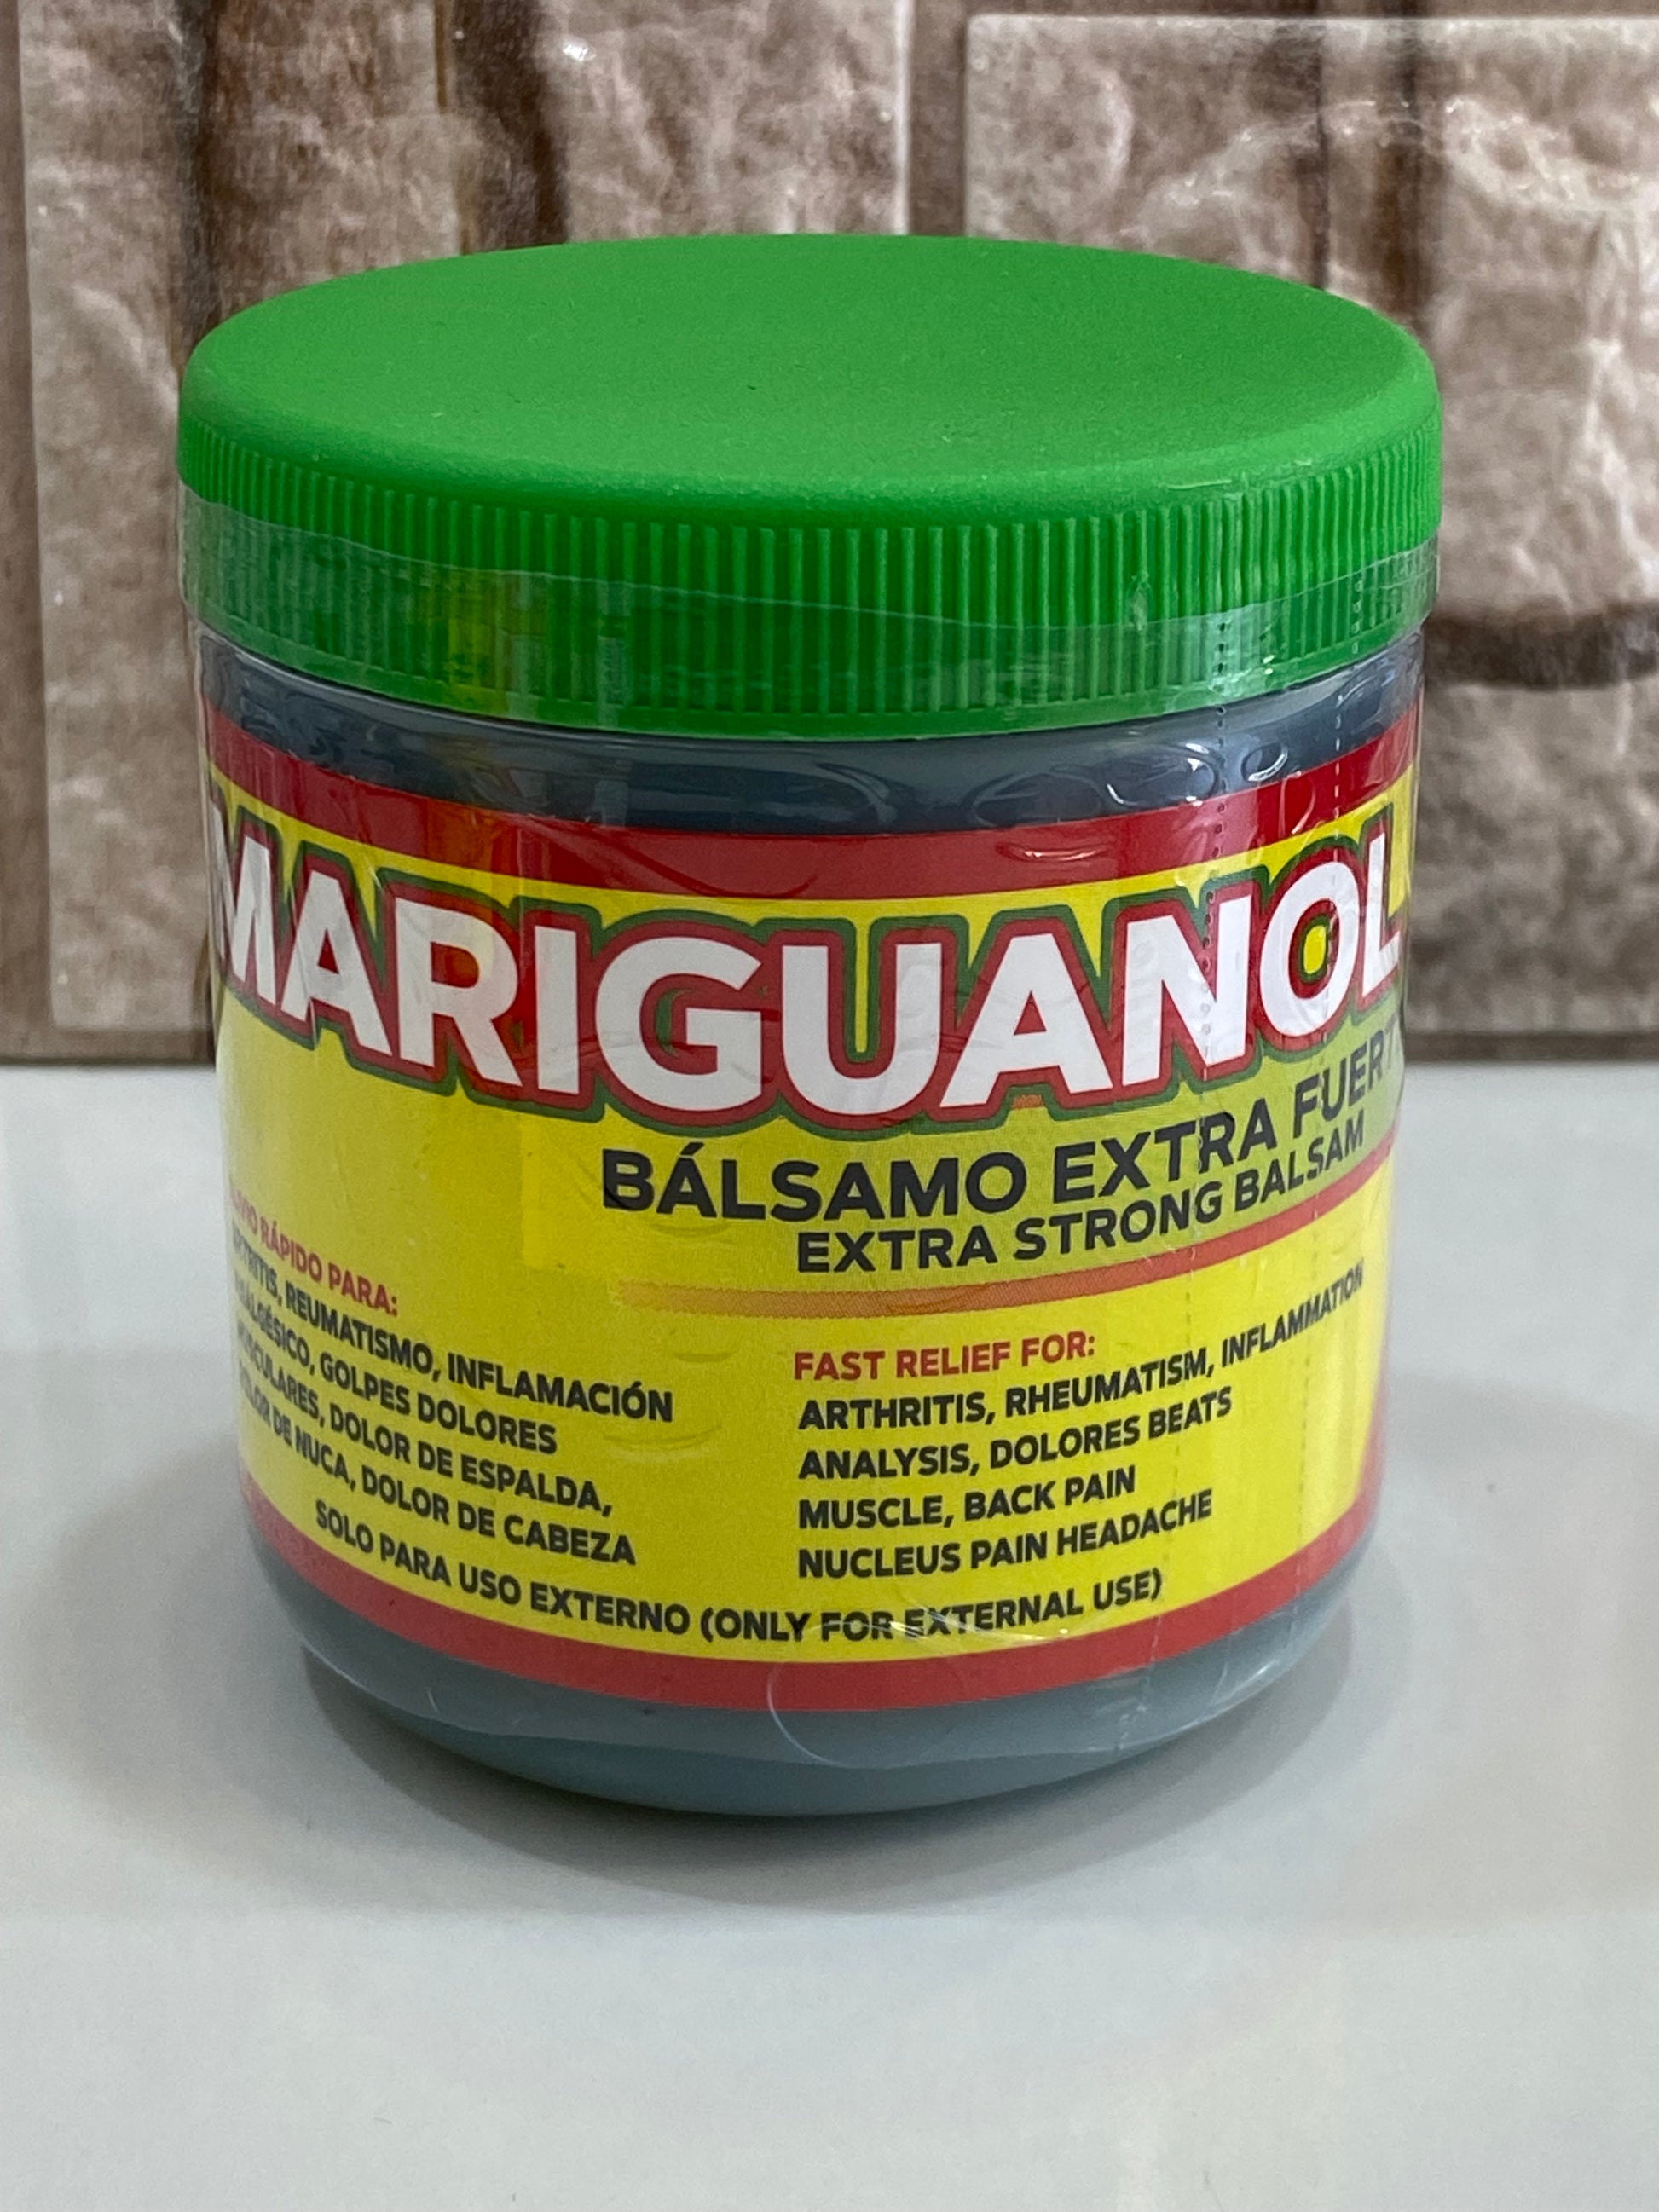 MARIGUANOL
BÁLSAMO EXTRA
EXTRA STRONG BALSAM
RÁPIDO PARA:
REUMATISMO, INFLAMACIÓN
GOLPES DOLORES
DOLOR DE ESPALDA,
DE NUCA, DOLOR DE CABEZA
FAST RELIEF FOR:
ARTHRITIS, RHEUMATISM, INFLAMMATION
ANALYSIS, DOLORES BEATS
MUSCLE, BACK PAIN
NUCLEUS PAIN HEADACHE
SOLO PARA USO EXTERNO (ONLY FOR EXTERNAL USE)